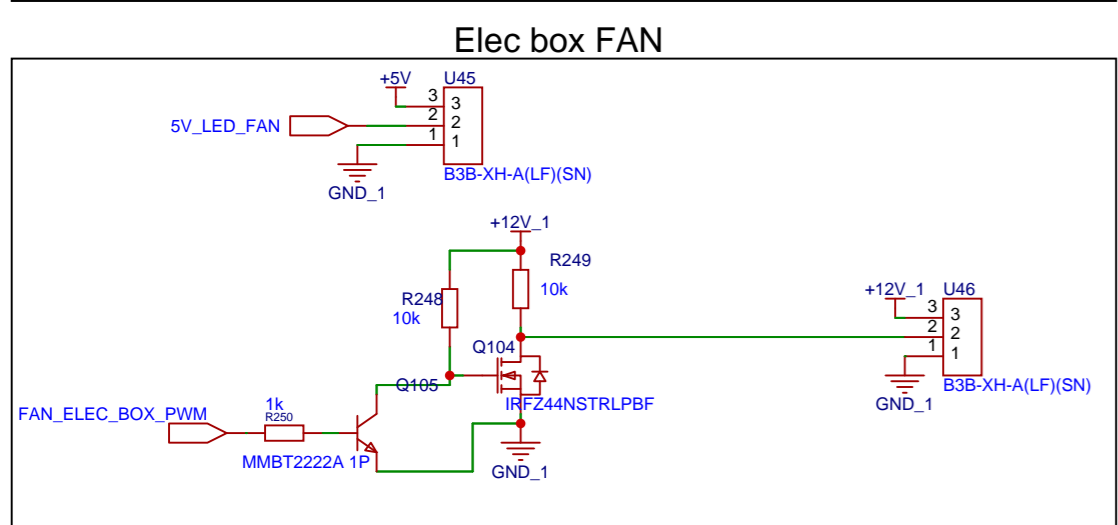 Elec box FAN
+5V
U45
3
3
2
2
1
1
5V_LED_FAN
GND_1
B3B-XH-A(LF)(SN)
+12V_1
R249
10k
R248
10k
+12V_1
U46
3
3
2
2
1
1
Q104
Q105
IRFZ44NSTRLPBF
B3B-XH-A(LF)(SN)
GND_1
FAN_ELEC_BOX_PWM
1k
R250
MMBT2222A 1P
GND_1